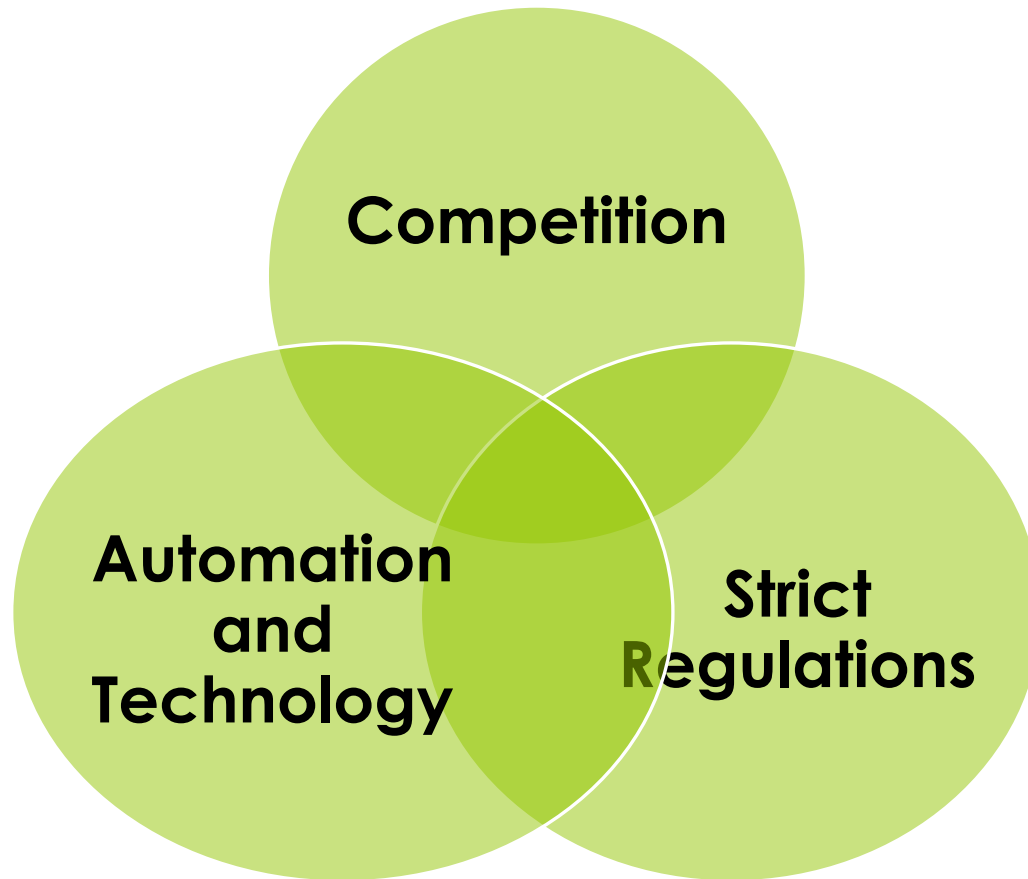 Competition
Automation
and
Technology
Strict
Regulations